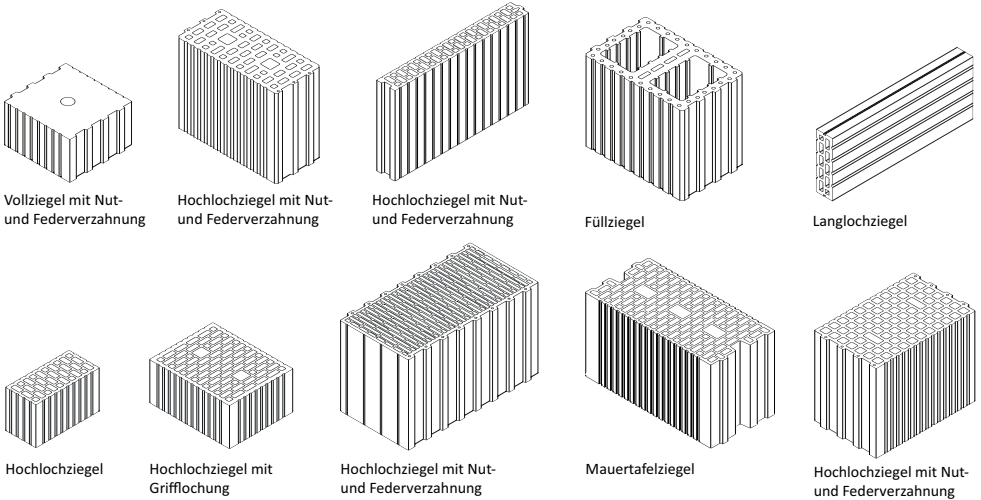 Vollziegel mit Nut-
und Federverzahnung
Hochlochziegel mit Nut-
und Federverzahnung
Hochlochziegel mit Nut-
und Federverzahnung
Füllziegel
Langlochziegel
Hochlochziegel
Hochlochziegel mit
Grifflochung
Hochlochziegel mit Nut-
und Federverzahnung
Mauertafelziegel
Hochlochziegel mit Nut-
und Federverzahnung